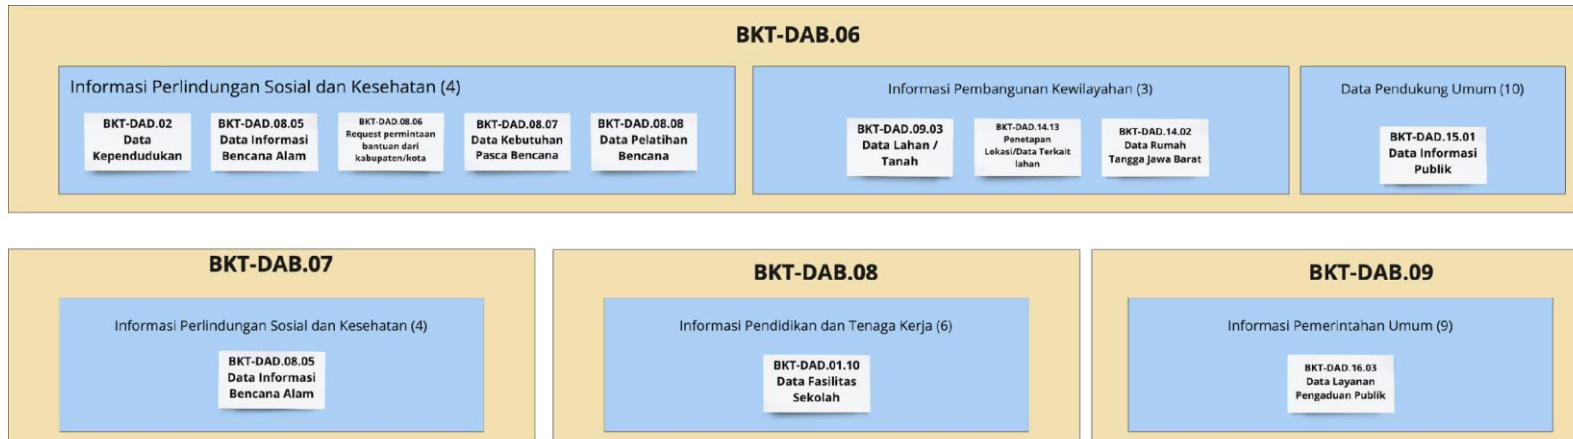 BKT-DAB.06
Informasi Perlindungan Sosial dan Kesehatan (4)
BKT-DAD.02
Data
Kependudukan
BKT-DAD.08.05
Data Informasi
Bencana Alam
BKT-DAD.08.06
Request permintaan
bantuan dari
kabupaten/kota
BKT-DAD.08.07
Data Kebutuhan
Pasca Bencana
BKT-DAD.08.08
Data Pelatihan
Bencana
Informasi Pembangunan Kewilayahan (3)
BKT-DAD.09.03
Data Lahan /
Tanah
BKT-DAD.14.13
Penetapan
Lokasi/Data Terkait
lahan
BKT-DAD.14.02
Data Rumah
Tangga Jawa Barat
Data Pendukung Umum (10)
BKT-DAD.15.01
Data Informasi
Publik
BKT-DAB.07
Informasi Perlindungan Sosial dan Kesehatan (4)
BKT-DAD.08.05
Data Informasi
Bencana Alam
BKT-DAB.08
Informasi Pendidikan dan Tenaga Kerja (6)
BKT-DAD.01.10
Data Fasilitas
Sekolah
BKT-DAB.09
Informasi Pemerintahan Umum (9)
BKT-DAD.16.03
Data Layanan
Pengaduan Publik